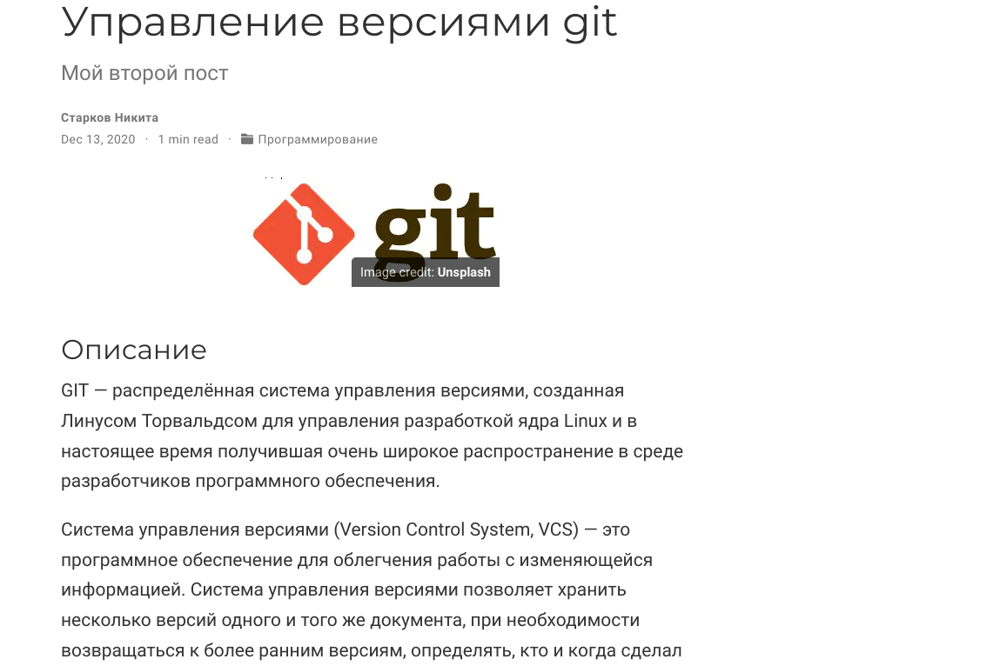 Управление версиями git
Мой второй пост
Старков Никита
Dec 13, 2020 · 1 min read · Программирование
git
Image credit: Unsplash
Описание
GIT — распределённая система управления версиями, созданная
Линусом Торвальдсом для управления разработкой ядра Linux и в
настоящее время получившая очень широкое распространение в среде
разработчиков программного обеспечения.
Система управления версиями (Version Control System, VCS) — это
программное обеспечение для облегчения работы с изменяющейся
информацией. Система управления версиями позволяет хранить
несколько версий одного и того же документа, при необходимости
возвращаться к более ранним версиям, определять, кто и когда сделал